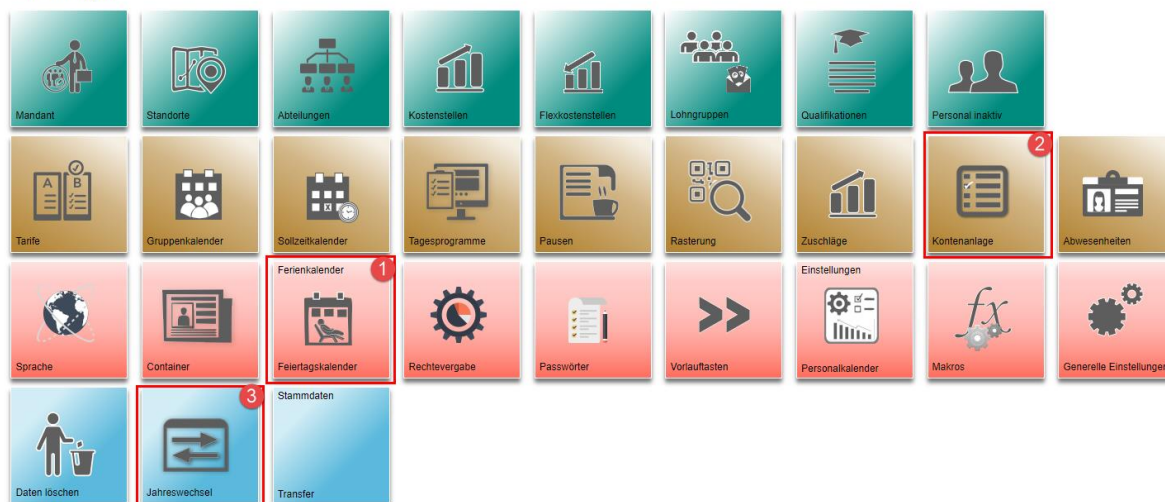 Mandant
Standorte
Abteilungen
Kostenstellen
Flexkostenstellen
Lohngruppen
Qualifikationen
Personal inaktiv
2
A B
Tarife
Gruppenkalender
Sollzeitkalender
Tagesprogramme
Pausen
Rasterung
Zuschläge
Kontenanlage
Abwesenheiten
Ferienkalender
1
Einstellungen
fx
Sprache
Container
Feiertagskalender
Rechtevergabe
Passwörter
Vorlauftasten
Personalkalender
Makros
Generelle Einstellungen
3
Stammdaten
Daten löschen
Jahreswechsel
Transfer